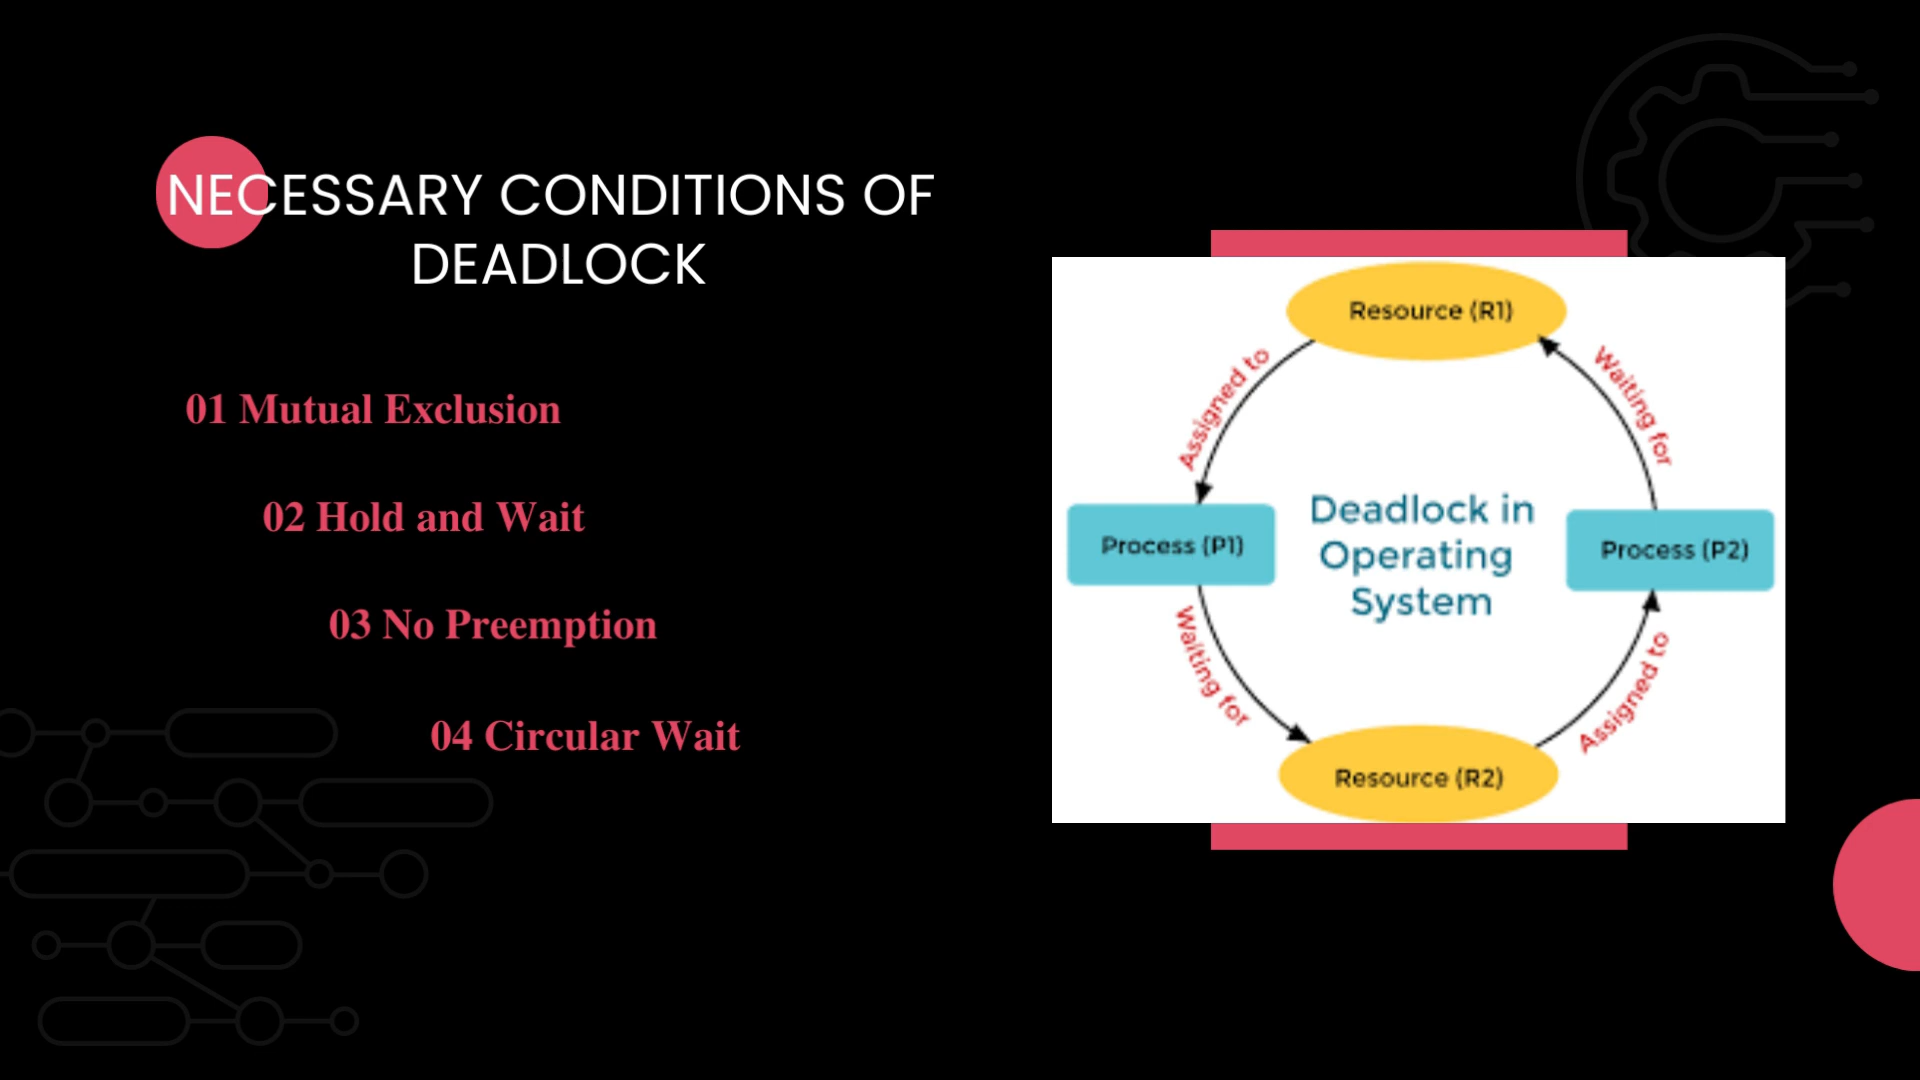 NECESSARY CONDITIONS OF
DEADLOCK
01 Mutual Exclusion
02 Hold and Wait
03 No Preemption
04 Circular Wait
Resource (R1)
Assigned to
Waiting for
Process (P1)
Deadlock in
Operating
System
Process (P2)
Waiting for
Assigned to
Resource (R2)